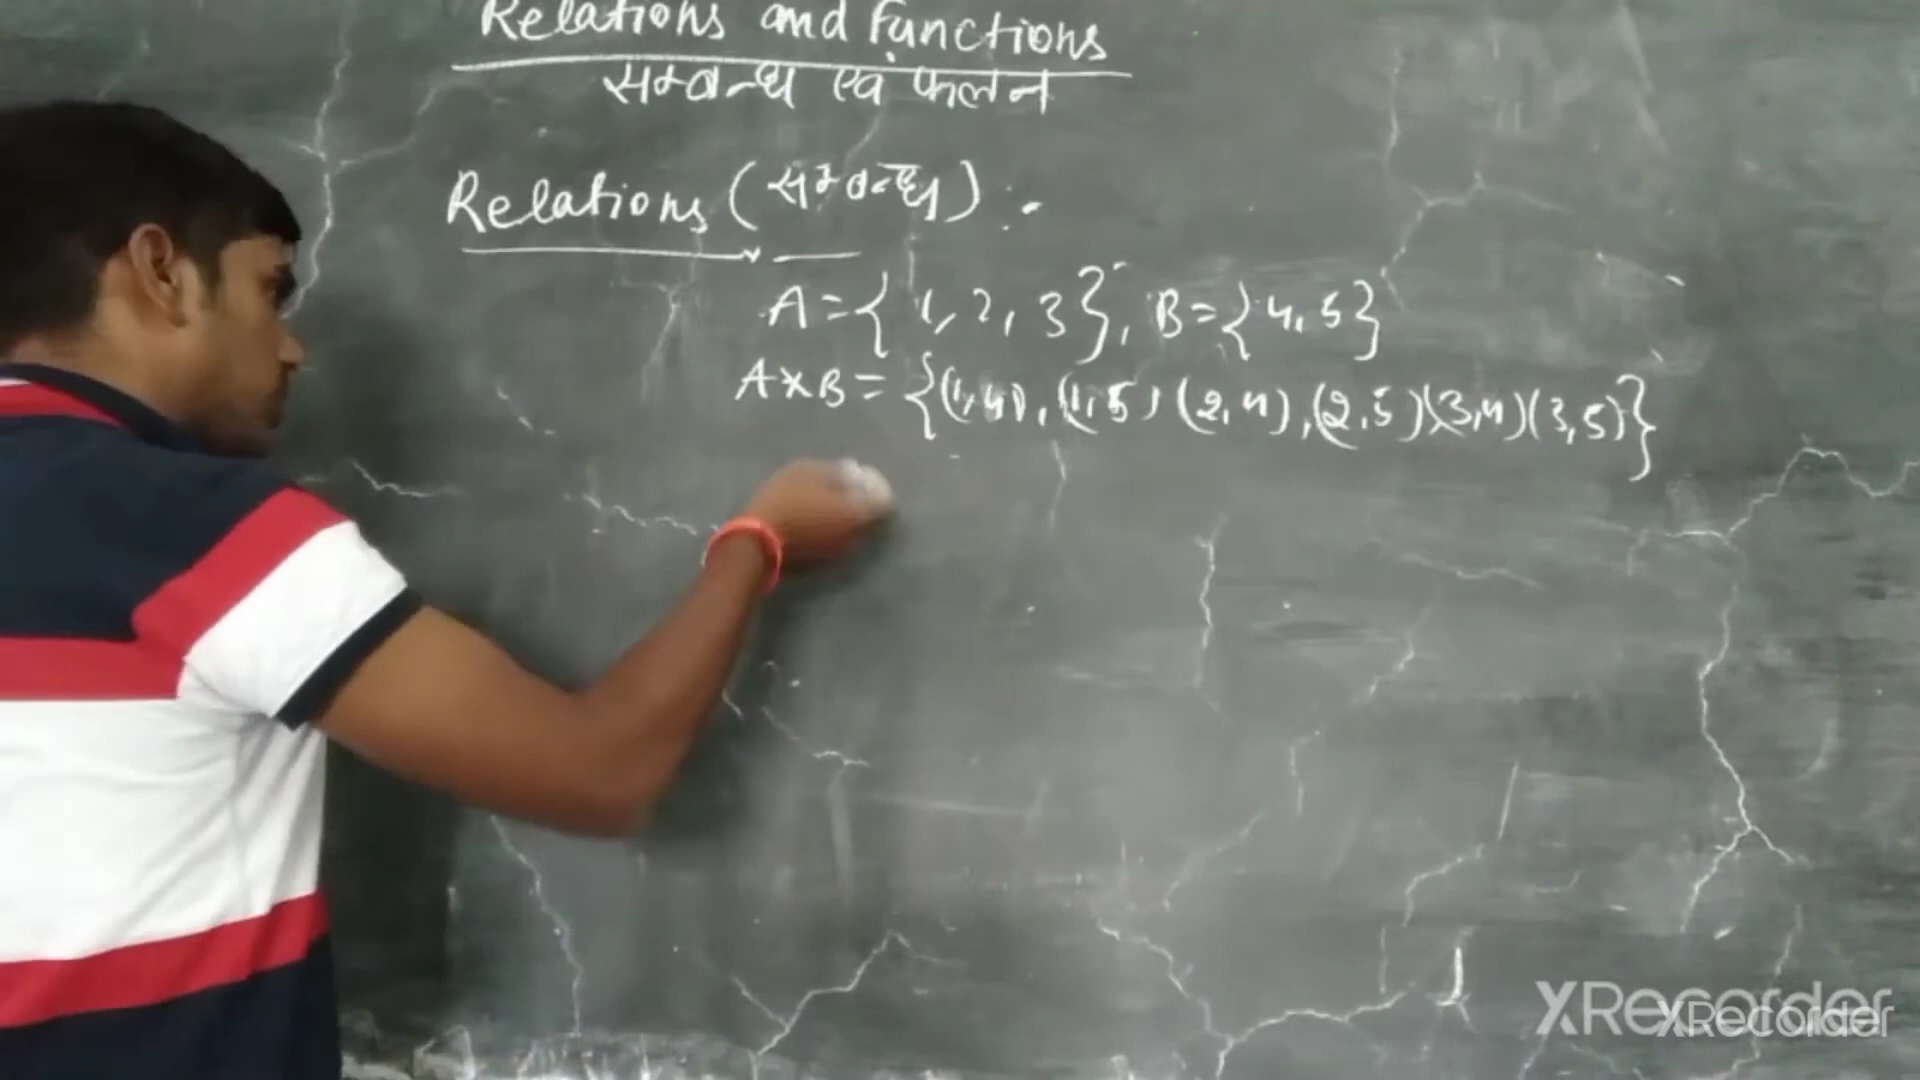 Relations and Functions
सम्बन्ध एवं फलन
Relations (सम्बन्ध) :
A = { 1, 2, 3 }, B = { 4, 5 }
A×B = {(1,4), (1,5) (2,4), (2,5) (3,4) (3,5)}
XRecorder
XRecorder